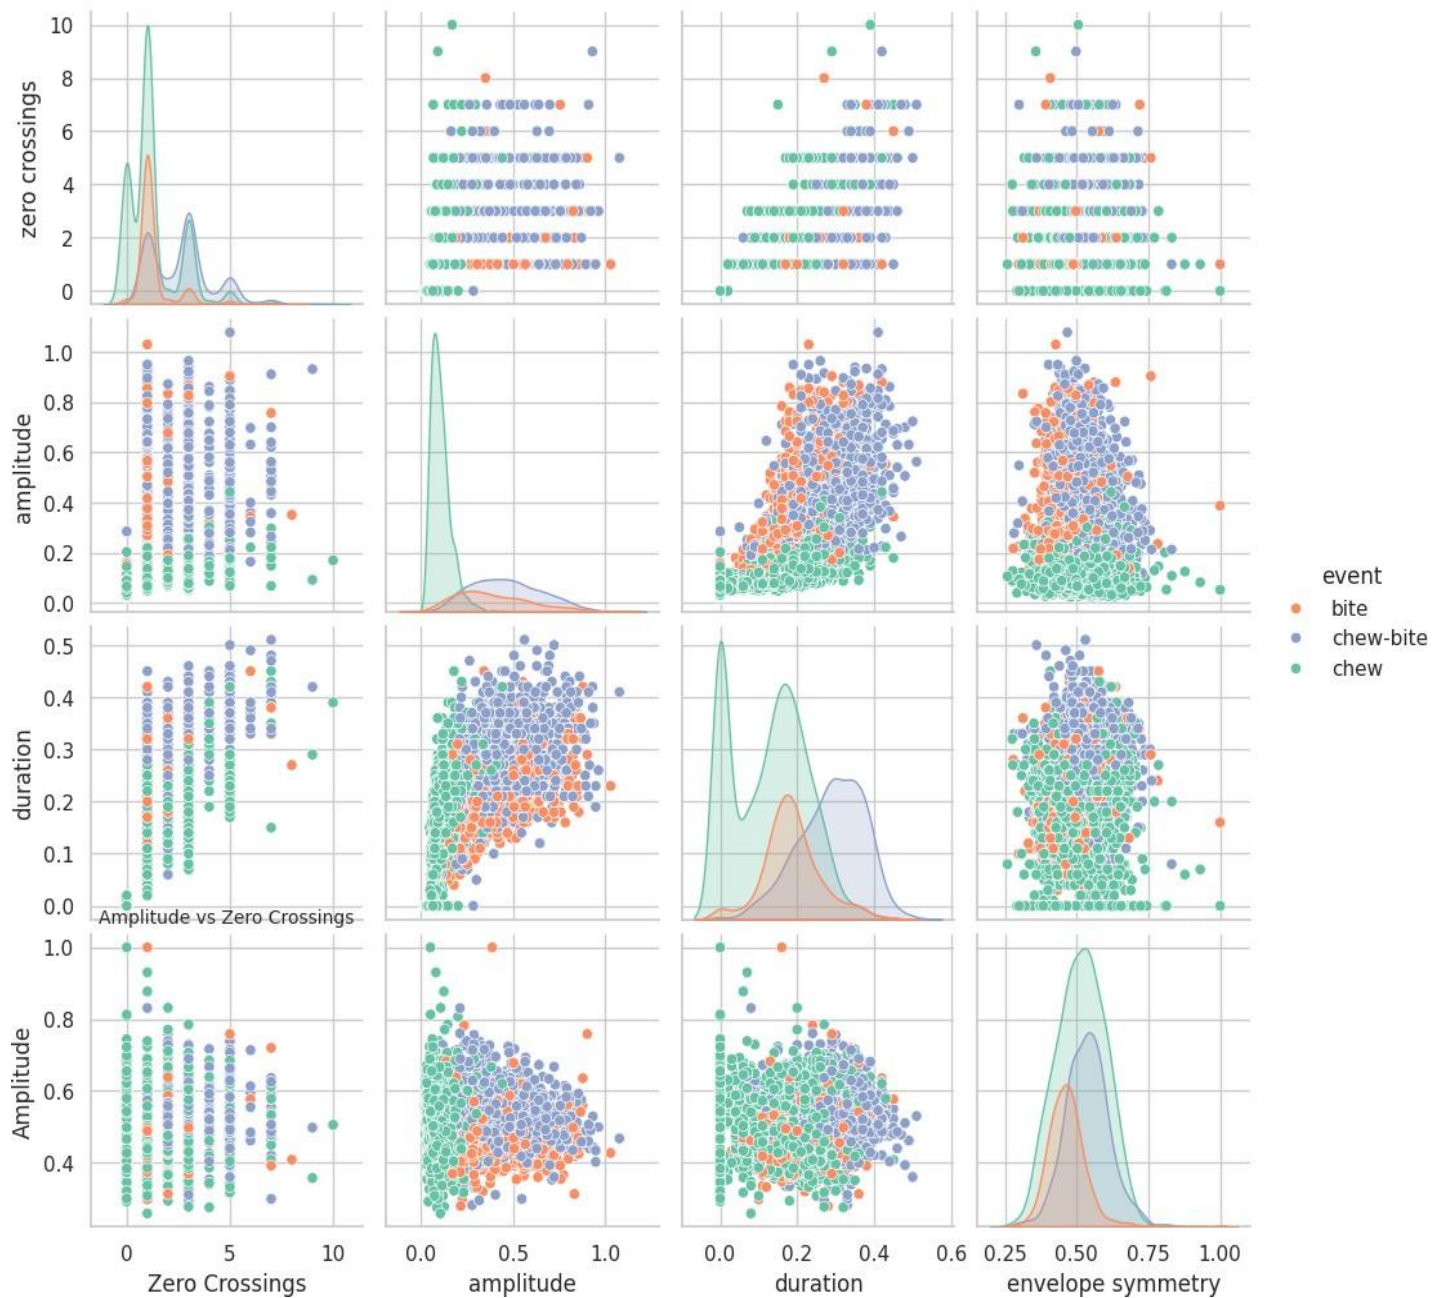 zero crossings
10
8
6
4
2
0
amplitude
1.0
0.8
0.6
0.4
0.2
0.0
event
bite
chew-bite
chew
duration
0.5
0.4
0.3
0.2
0.1
0.0
Amplitude vs Zero Crossings
Amplitude
1.0
0.8
0.6
0.4
0 5 10
0.0 0.5 1.0
0.0 0.2 0.4 0.6
0.25 0.50 0.75 1.00
Zero Crossings
amplitude
duration
envelope symmetry